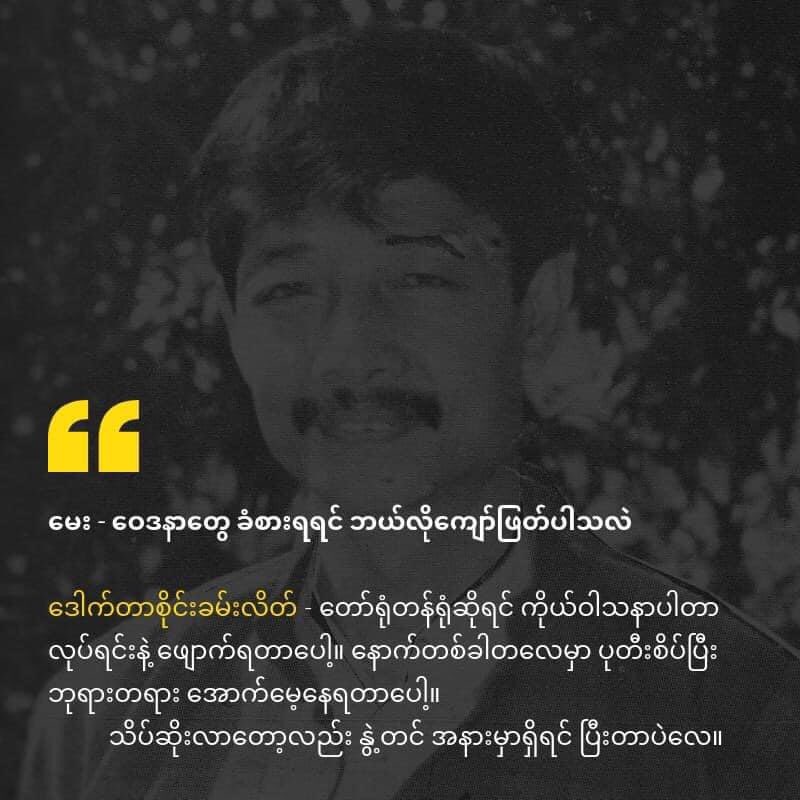 မေး - ဝေဒနာတွေ ခံစားရရင် ဘယ်လိုကျော်ဖြတ်ပါသလဲ
ဒေါက်တာစိုင်းခမ်းလိတ် - တော်ရုံတန်ရုံဆိုရင် ကိုယ်ဝါသနာပါတာ
လုပ်ရင်းနဲ့ ဖျောက်ရတာပေါ့။ နောက်တစ်ခါတလေမှာ ပုတီးစိပ်ပြီး
ဘုရားတရား အောက်မေ့နေရတာပေါ့။
သိပ်ဆိုးလာတော့လည်း နွဲ့တင် အနားမှာရှိရင် ပြီးတာပဲလေ။